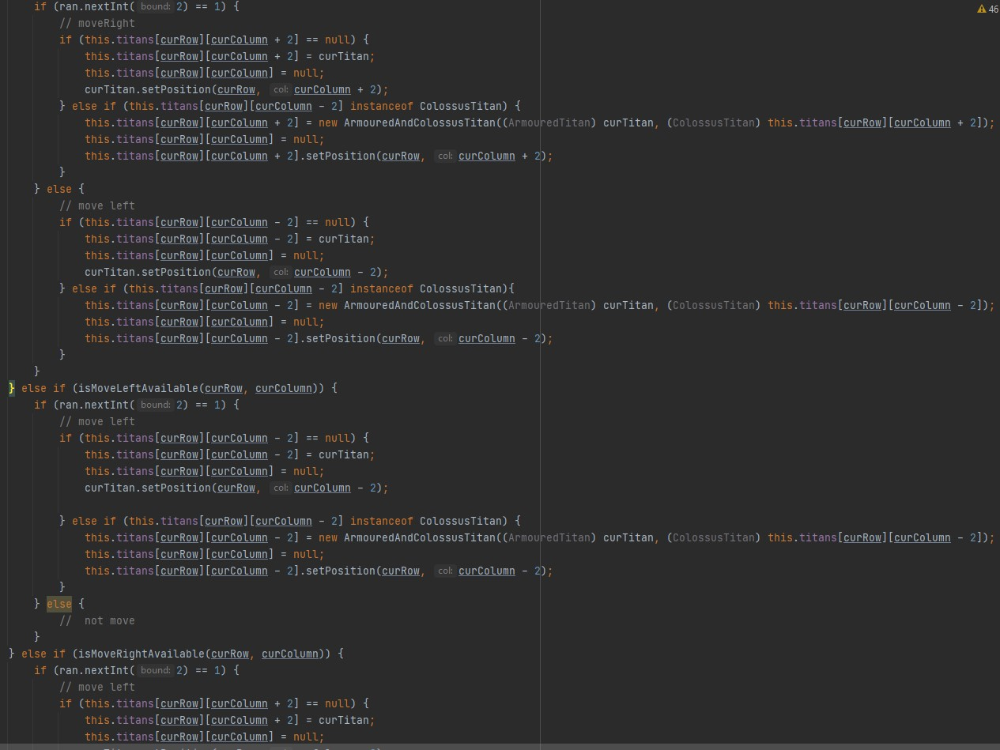 if (ran.nextInt( bound: 2) == 1) {
46
// moveRight
if (this.titans[curRow][curColumn + 2] == null) {
this.titans[curRow][curColumn + 2] = curTitan;
this.titans[curRow][curColumn] = null;
curTitan.setPosition(curRow, col: curColumn + 2);
} else if (this.titans[curRow][curColumn - 2] instanceof ColossusTitan) {
this.titans[curRow][curColumn + 2] = new ArmouredAndColossusTitan((ArmouredTitan) curTitan, (ColossusTitan) this.titans[curRow][curColumn + 2]);
this.titans[curRow][curColumn] = null;
this.titans[curRow][curColumn + 2].setPosition(curRow, col: curColumn + 2);
}
} else {
// move left
if (this.titans[curRow][curColumn - 2] == null) {
this.titans[curRow][curColumn - 2] = curTitan;
this.titans[curRow][curColumn] = null;
curTitan.setPosition(curRow, col: curColumn - 2);
} else if (this.titans[curRow][curColumn - 2] instanceof ColossusTitan){
this.titans[curRow][curColumn - 2] = new ArmouredAndColossusTitan((ArmouredTitan) curTitan, (ColossusTitan) this.titans[curRow][curColumn - 2]);
this.titans[curRow][curColumn] = null;
this.titans[curRow][curColumn - 2].setPosition(curRow, col: curColumn - 2);
}
}
} else if (isMoveLeftAvailable(curRow, curColumn)) {
if (ran.nextInt( bound: 2) == 1) {
// move left
if (this.titans[curRow][curColumn - 2] == null) {
this.titans[curRow][curColumn - 2] = curTitan;
this.titans[curRow][curColumn] = null;
curTitan.setPosition(curRow, col: curColumn - 2);
} else if (this.titans[curRow][curColumn - 2] instanceof ColossusTitan) {
this.titans[curRow][curColumn - 2] = new ArmouredAndColossusTitan((ArmouredTitan) curTitan, (ColossusTitan) this.titans[curRow][curColumn - 2]);
this.titans[curRow][curColumn] = null;
this.titans[curRow][curColumn - 2].setPosition(curRow, col: curColumn - 2);
}
} else {
//  not move
}
} else if (isMoveRightAvailable(curRow, curColumn)) {
if (ran.nextInt( bound: 2) == 1) {
// move left
if (this.titans[curRow][curColumn + 2] == null) {
this.titans[curRow][curColumn + 2] = curTitan;
this.titans[curRow][curColumn] = null;